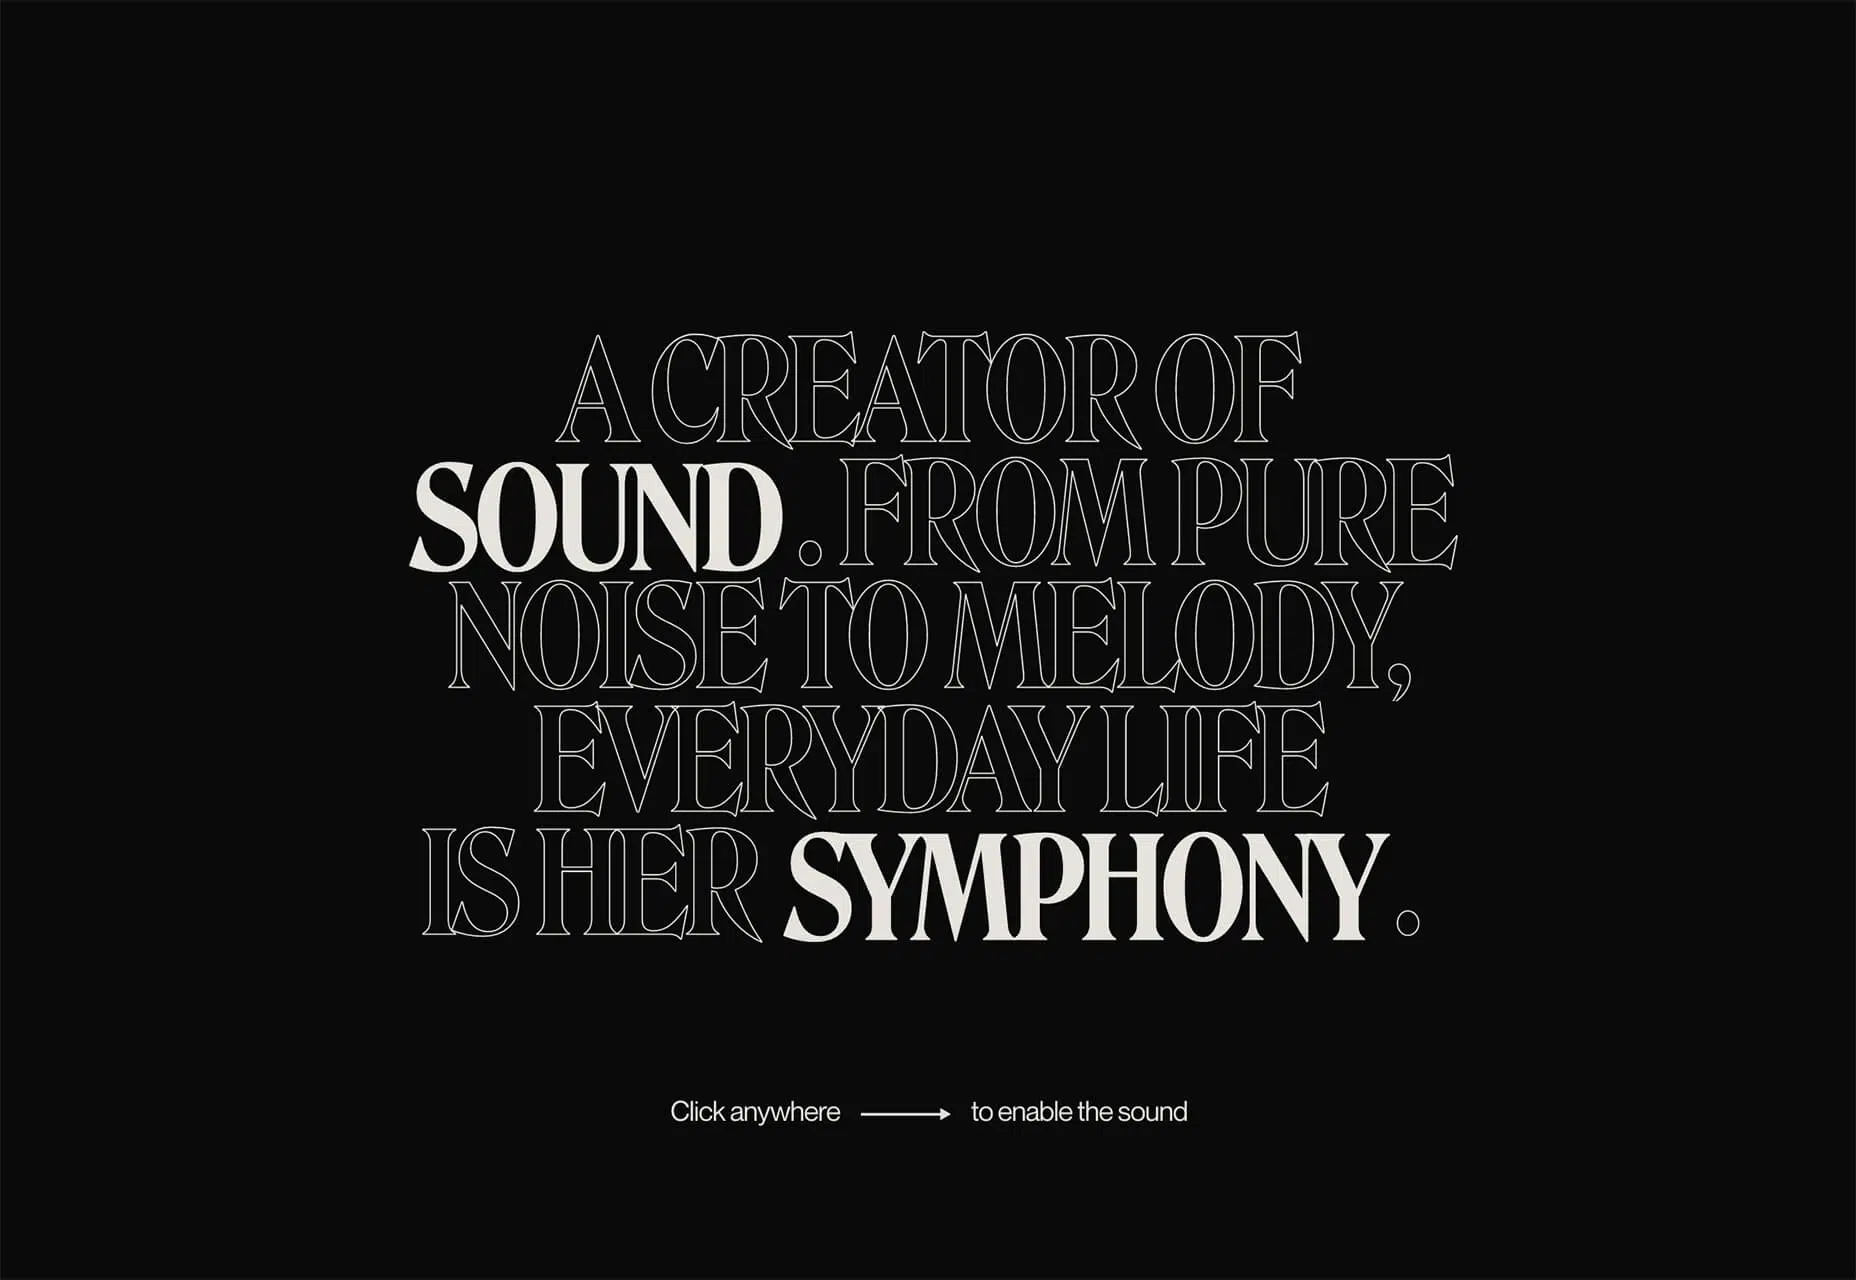 A CREATOR OF
SOUND . FROM PURE
NOISE TO MELODY,
EVERYDAY LIFE
IS HER SYMPHONY .
Click anywhere → to enable the sound